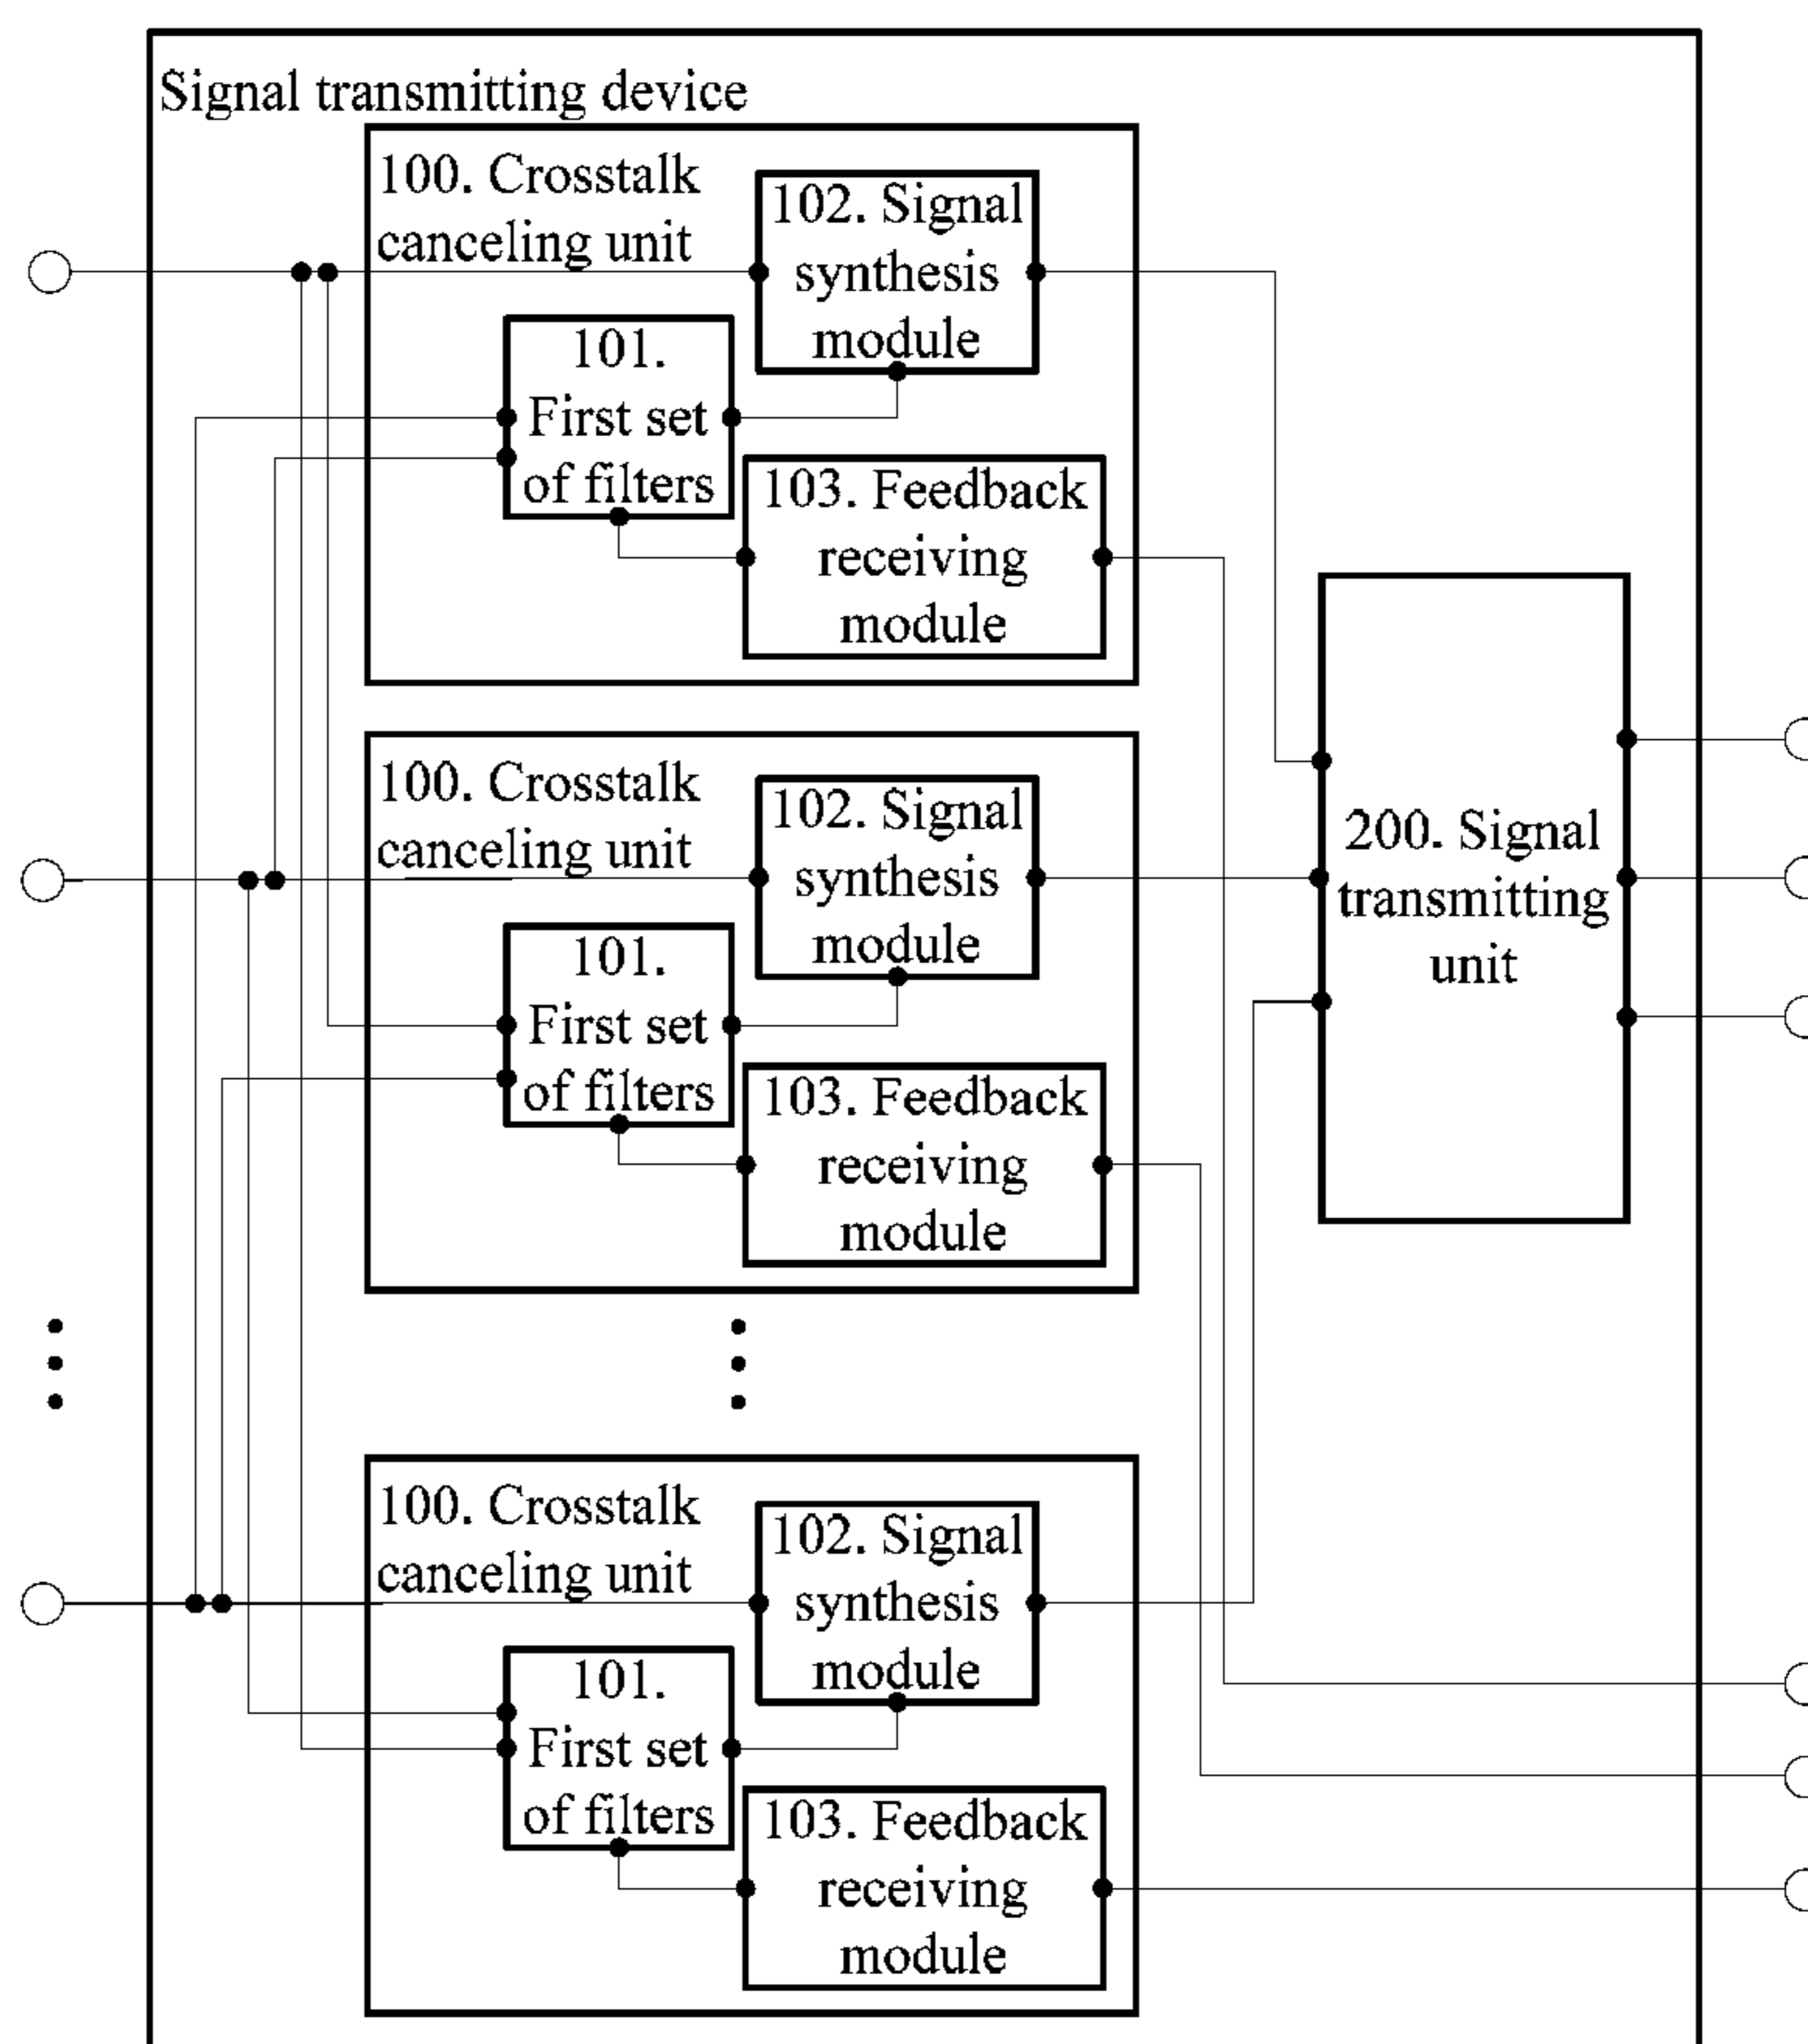 Signal transmitting device
100. Crosstalk
canceling unit
102. Signal
synthesis
module
101.
First set
of filters
103. Feedback
receiving
module
100. Crosstalk
canceling unit
102. Signal
synthesis
module
101.
First set
of filters
103. Feedback
receiving
module
200. Signal
transmitting
unit
100. Crosstalk
canceling unit
102. Signal
synthesis
module
101.
First set
of filters
103. Feedback
receiving
module